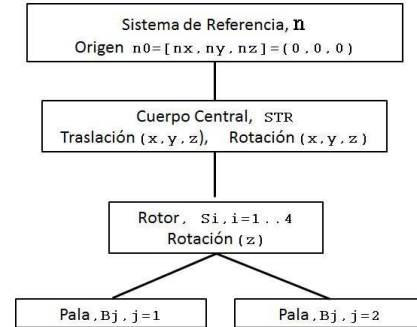 Sistema de Referencia, n
Origen n0=[nx,ny,nz]=(0,0,0)
Cuerpo Central, STR
Traslación (x,y,z), Rotación (x,y,z)
Rotor, Si,i=1..4
Rotación (z)
Pala,Bj,j=1
Pala,Bj,j=2